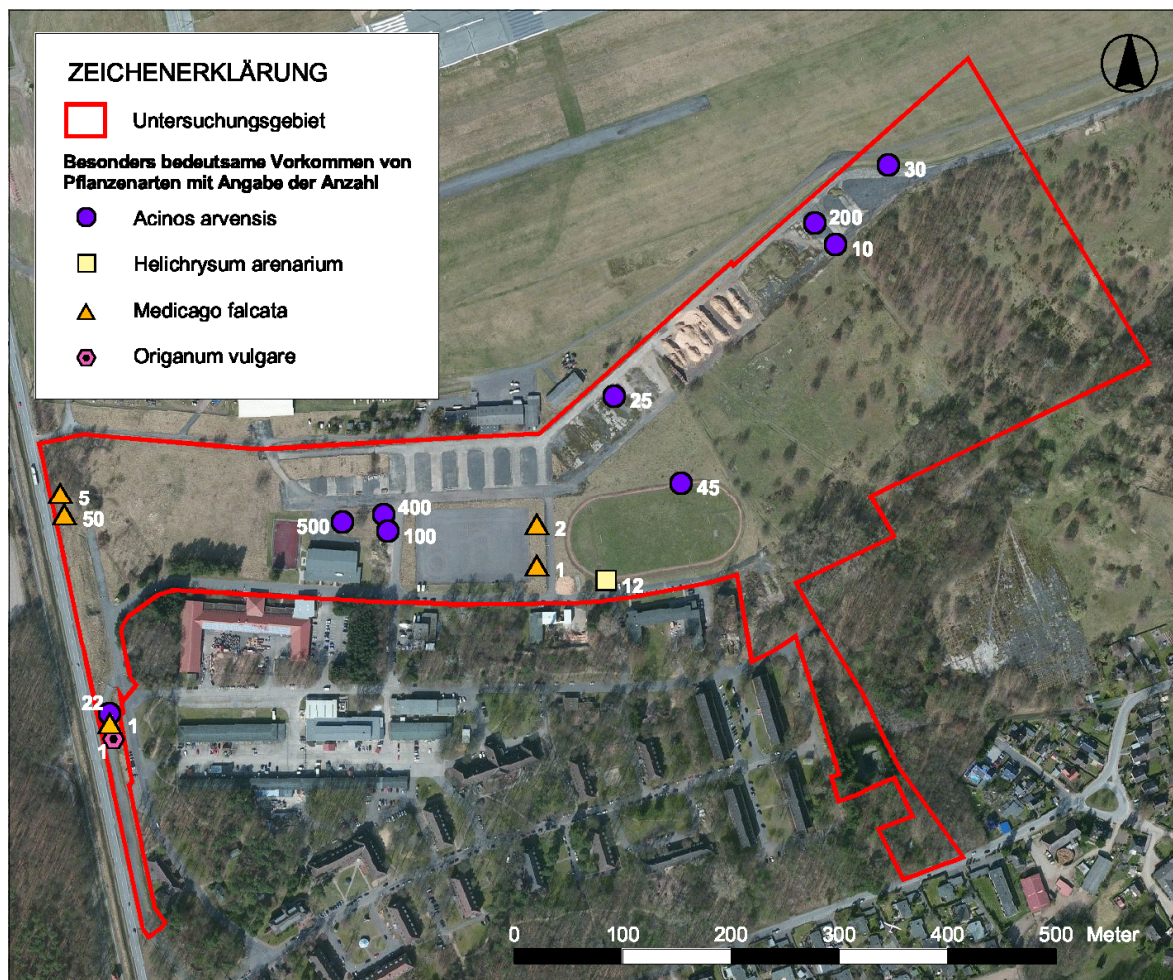 ZEICHENERKLÄRUNG
Untersuchungsgebiet
Besonders bedeutsame Vorkommen von
Pflanzenarten mit Angabe der Anzahl
Acinos arvensis
Helichrysum arenarium
Medicago falcata
Origanum vulgare
30
200
10
25
45
5
50
500
400
100
2
1
12
22
1
1
0 100 200 300 400 500 Meter